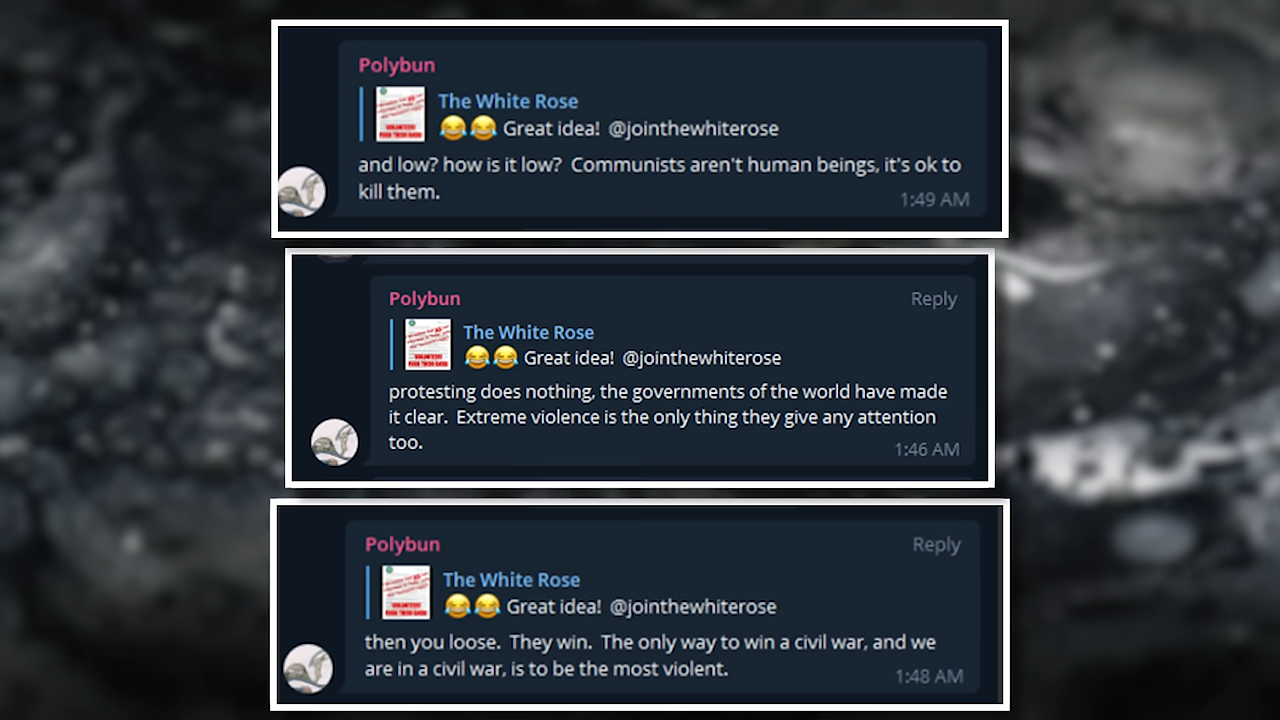 Polybun
The White Rose
😂😂 Great idea! @jointhewhiterose
and low? how is it low? Communists aren't human beings, it's ok to
kill them.
1:49 AM
Polybun
Reply
The White Rose
😂😂 Great idea! @jointhewhiterose
protesting does nothing, the governments of the world have made
it clear. Extreme violence is the only thing they give any attention
too.
1:46 AM
Polybun
Reply
The White Rose
😂😂 Great idea! @jointhewhiterose
then you loose. They win. The only way to win a civil war, and we
are in a civil war, is to be the most violent.
1:48 AM